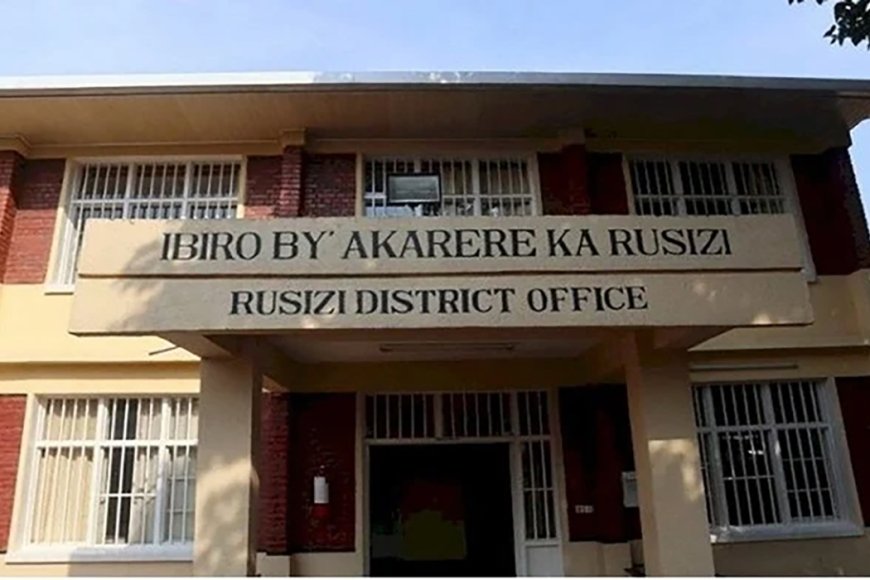 IBIRO BY' AKARERE KA RUSIZI
RUSIZI DISTRICT OFFICE